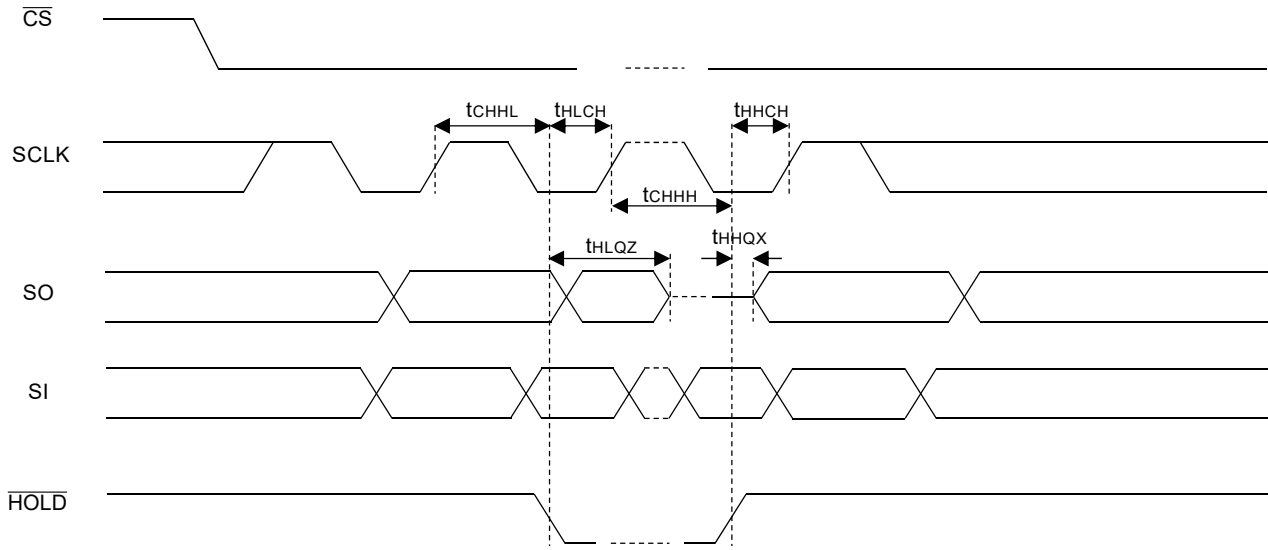 CS
tCHHL tHLCH tHHCH
SCLK
tCHHH
tHLQZ tHHQX
SO
SI
HOLD